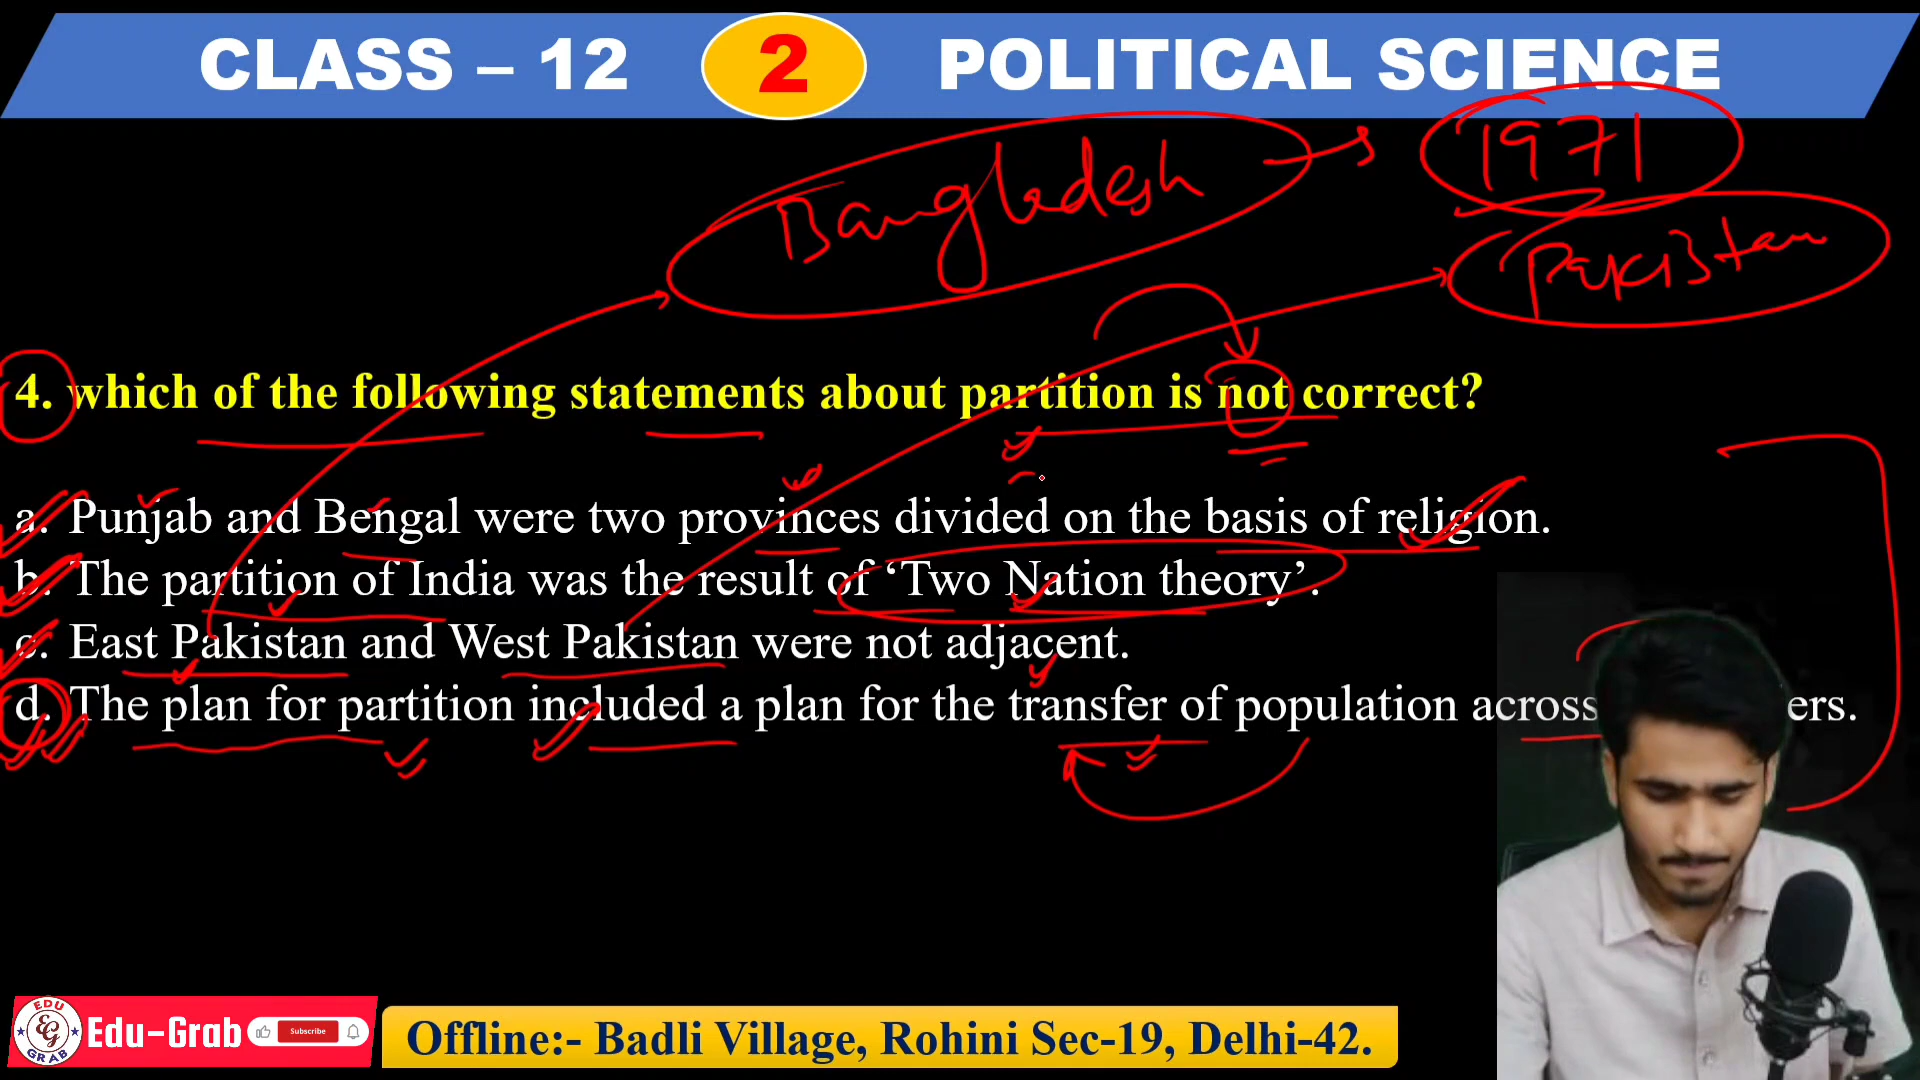 CLASS – 12 2 POLITICAL SCIENCE
Bangladesh 1971
Pakistan
4. which of the following statements about partition is not correct?
a. Punjab and Bengal were two provinces divided on the basis of religion.
b. The partition of India was the result of ‘Two Nation theory’.
c. East Pakistan and West Pakistan were not adjacent.
d. The plan for partition included a plan for the transfer of population across ers.
EDU
GRAB
Edu-Grab Subscribe
Offline:- Badli Village, Rohini Sec-19, Delhi-42.